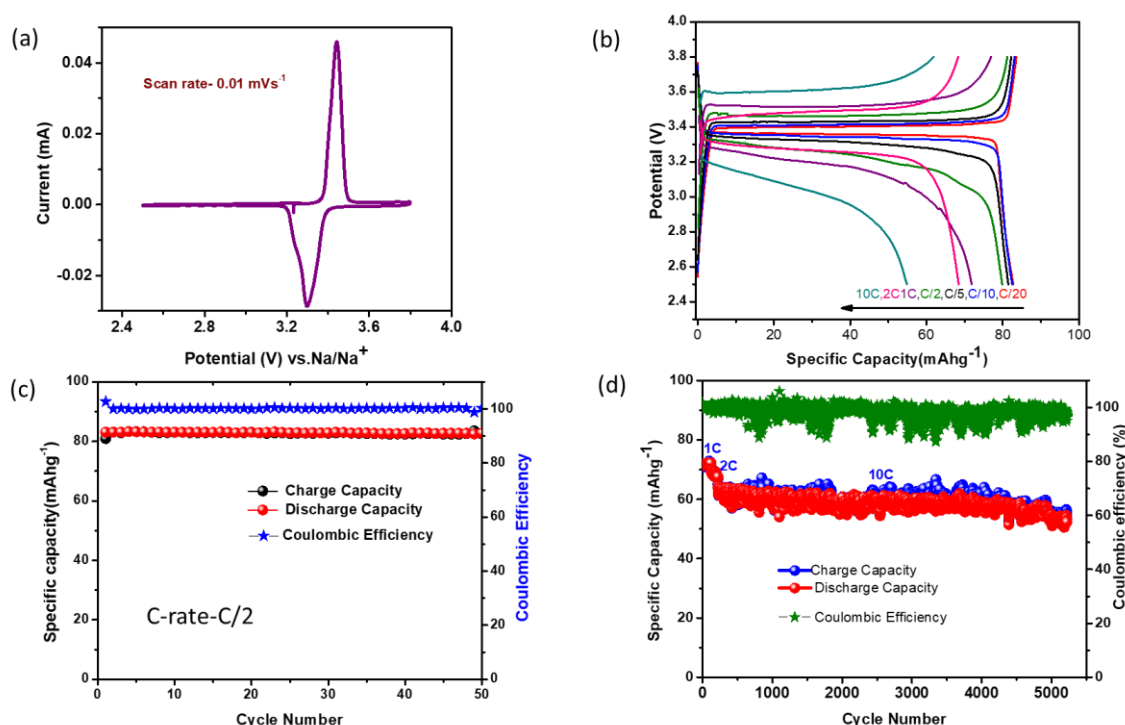 (a)
Scan rate- 0.01 mVs⁻¹
0.04
0.02
0.00
-0.02
Current (mA)
2.4 2.8 3.2 3.6 4.0
Potential (V) vs.Na/Na⁺
(b)
4.0
3.8
3.6
3.4
3.2
3.0
2.8
2.6
2.4
Potential (V)
10C,2C1C,C/2,C/5,C/10,C/20
0 20 40 60 80 100
Specific Capacity(mAhg⁻¹)
(c)
100
80
60
40
20
0
Specific capacity(mAhg⁻¹)
Charge Capacity
Discharge Capacity
Coulombic Efficiency
C-rate-C/2
100
80
60
40
20
0
Coulombic Efficiency
0 10 20 30 40 50
Cycle Number
(d)
100
80
60
40
20
0
Specific Capacity (mAhg⁻¹)
1C
2C
10C
Charge Capacity
Discharge Capacity
Coulombic Efficiency
100
80
60
40
20
0
Coulombic efficiency (%)
0 1000 2000 3000 4000 5000
Cycle Number